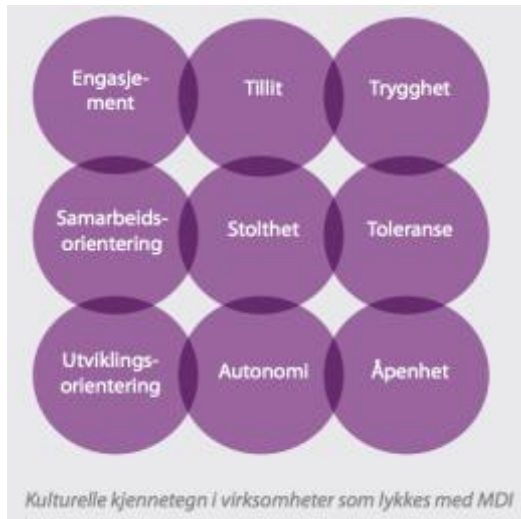 Engasje-
ment
Tillit
Trygghet
Samarbeids-
orientering
Stolthet
Toleranse
Utviklings-
orientering
Autonomi
Åpenhet
Kulturelle kjennetegn i virksomheter som lykkes med MDI